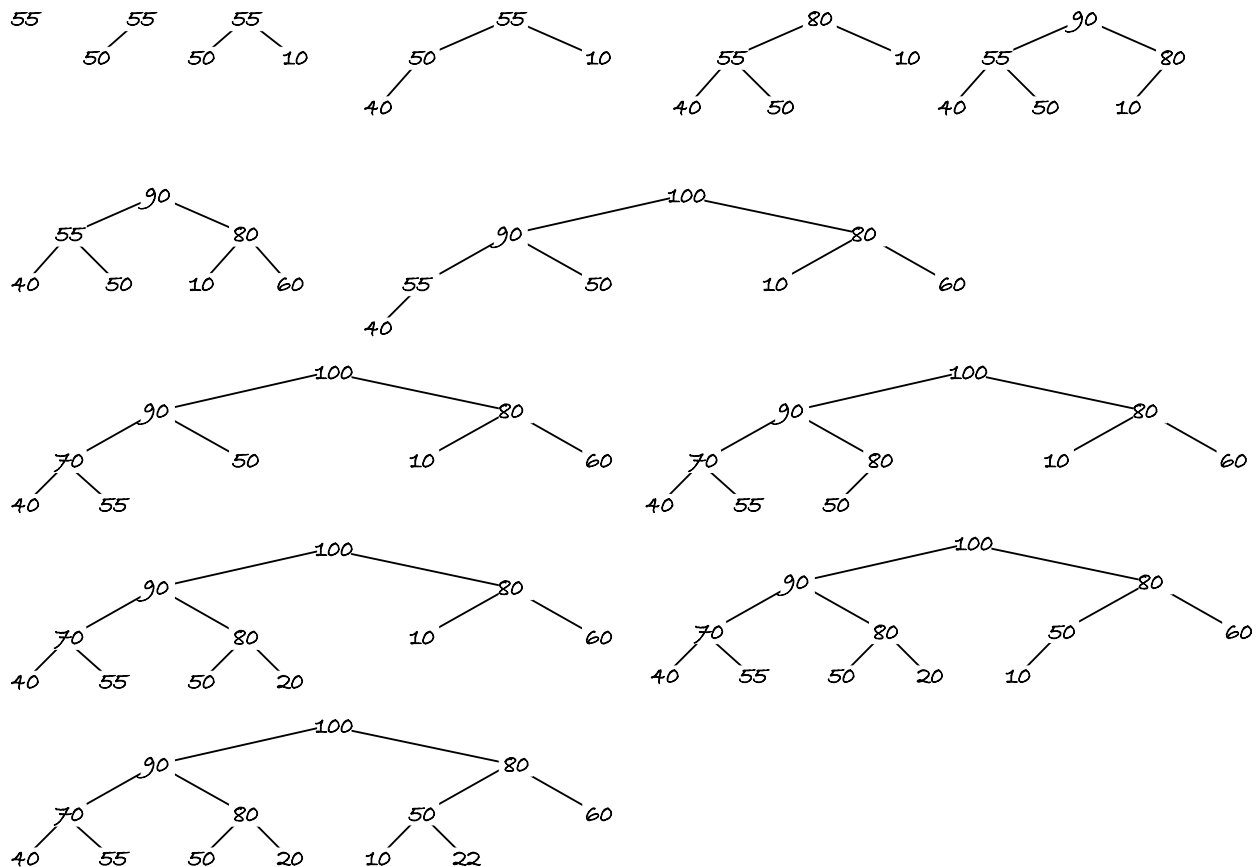 55 55 55 55 80 90
50 50 10 50 10 55 10 55 80
40 40 50 40 50 10
90 100
55 80 90 80
40 50 10 60 55 50 10 60
40
100 100
90 80 90 80
70 50 10 60 70 80 10 60
40 55 40 55 50
100 100
90 80 90 80
70 80 10 60 70 80 50 60
40 55 50 20 40 55 50 20 10
100
90 80
70 80 50 60
40 55 50 20 10 22